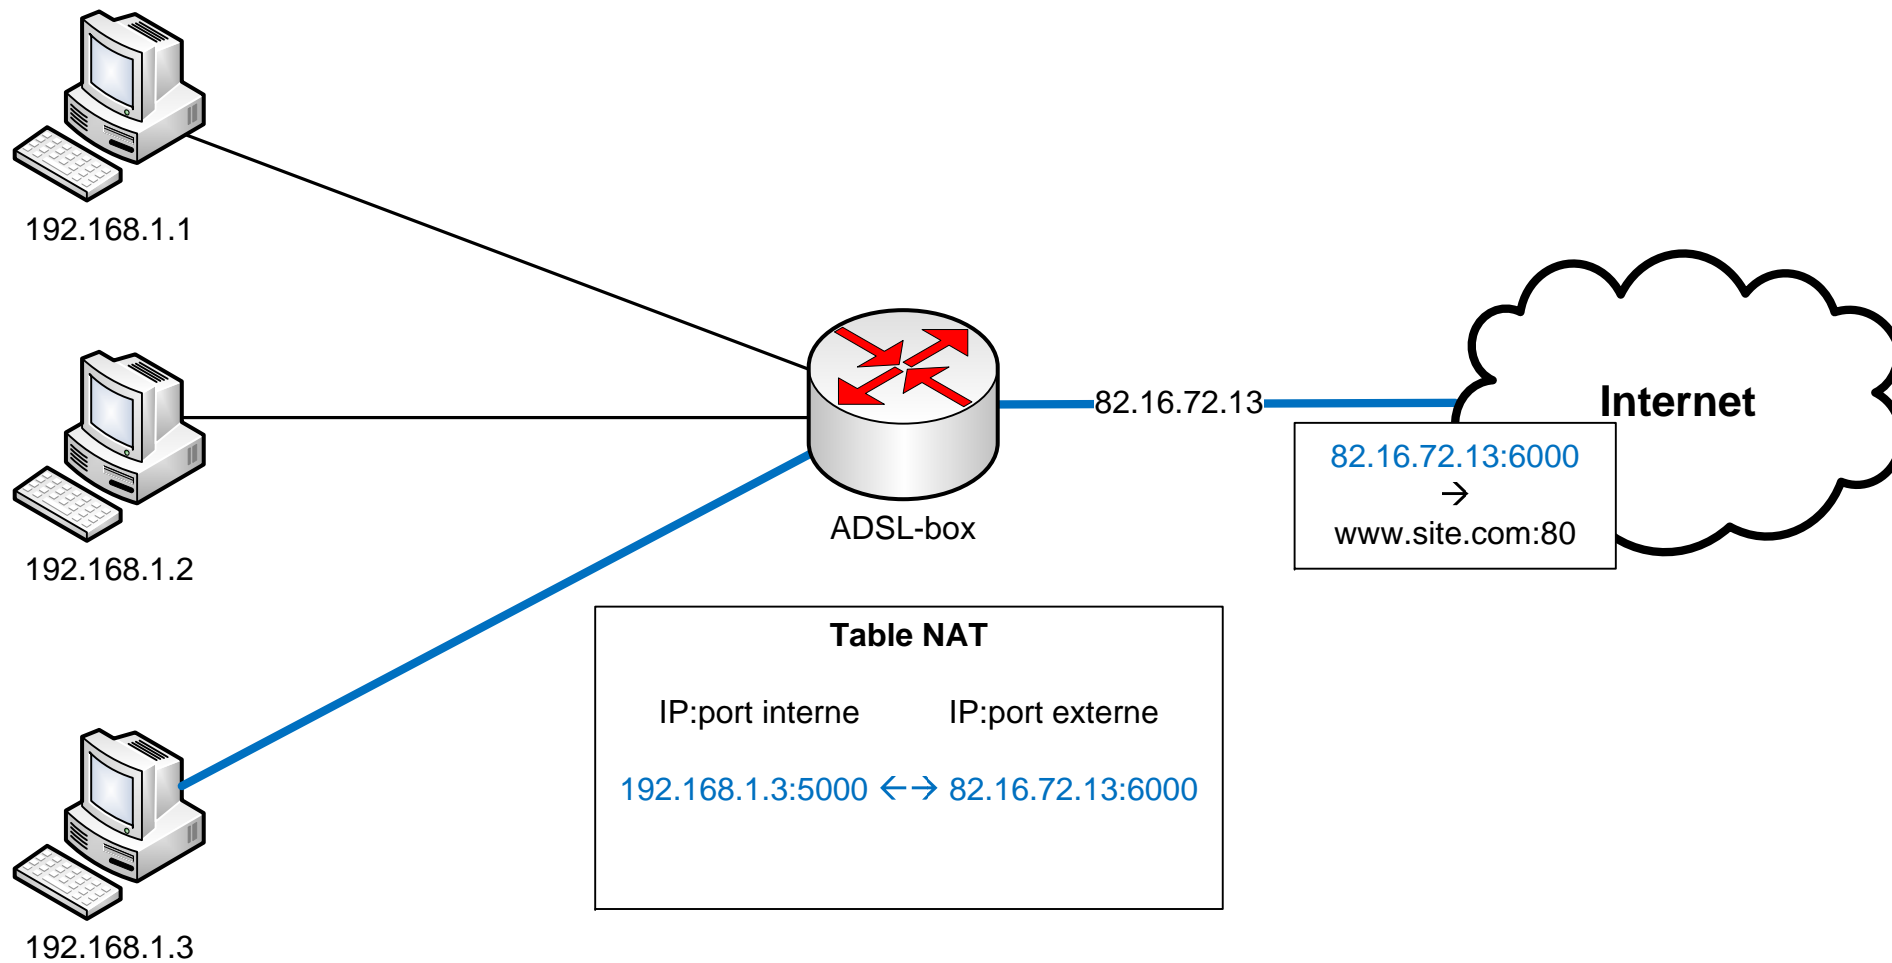 192.168.1.1
192.168.1.2
192.168.1.3
ADSL-box
82.16.72.13
Internet
82.16.72.13:6000
→
www.site.com:80
Table NAT
IP:port interne IP:port externe
192.168.1.3:5000 ←→ 82.16.72.13:6000